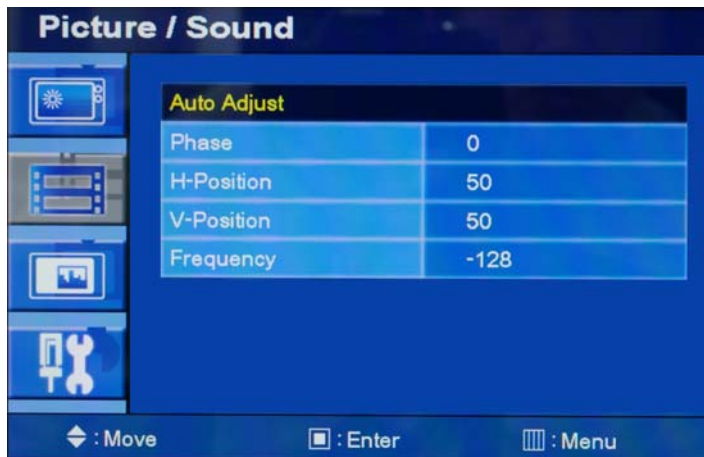 Picture / Sound
Auto Adjust
Phase 0
H-Position 50
V-Position 50
Frequency -128
: Move : Enter : Menu